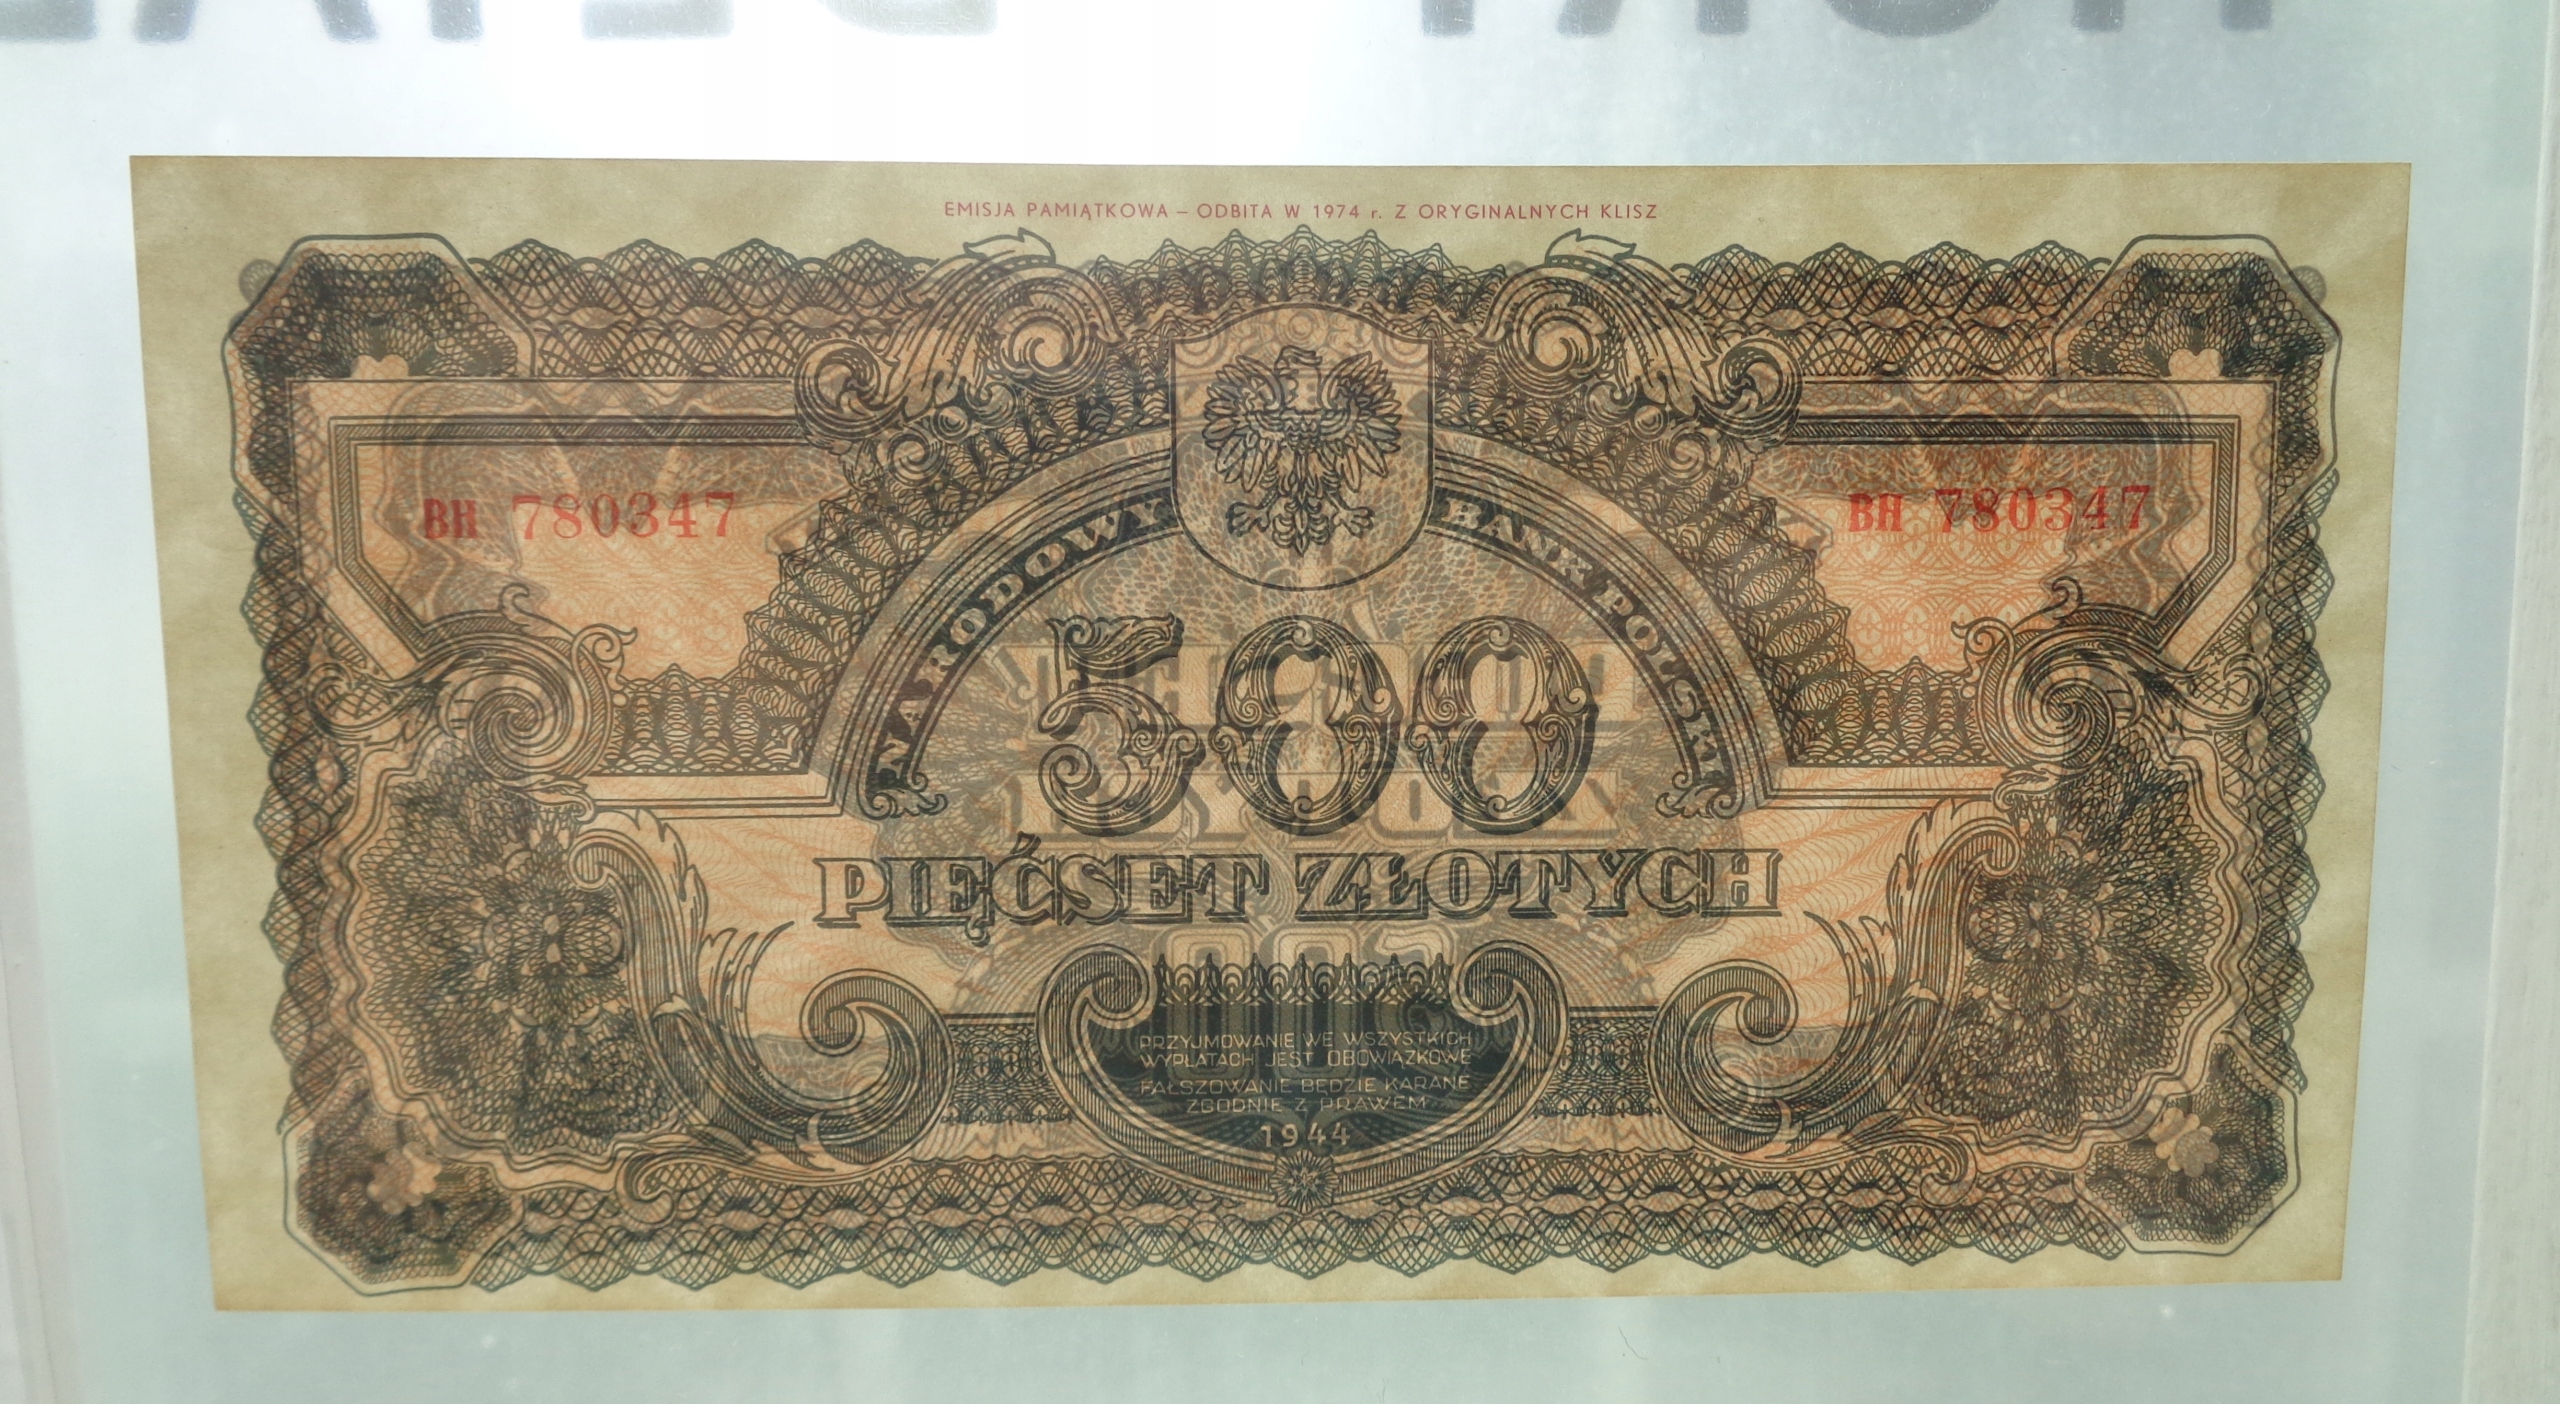 EMISJA PAMIĄTKOWA – ODBITA W 1974 r. Z ORYGINALNYCH KLISZ
BH 780347
BH 780347
NARODOWY BANK POLSKI
500
PIĘĆSET ZŁOTYCH
PRZYJMOWANIE WE WSZYSTKICH
WYPŁATACH JEST OBOWIĄZKOWE
FAŁSZOWANIE BĘDZIE KARANE
ZGODNIE Z PRAWEM
1944